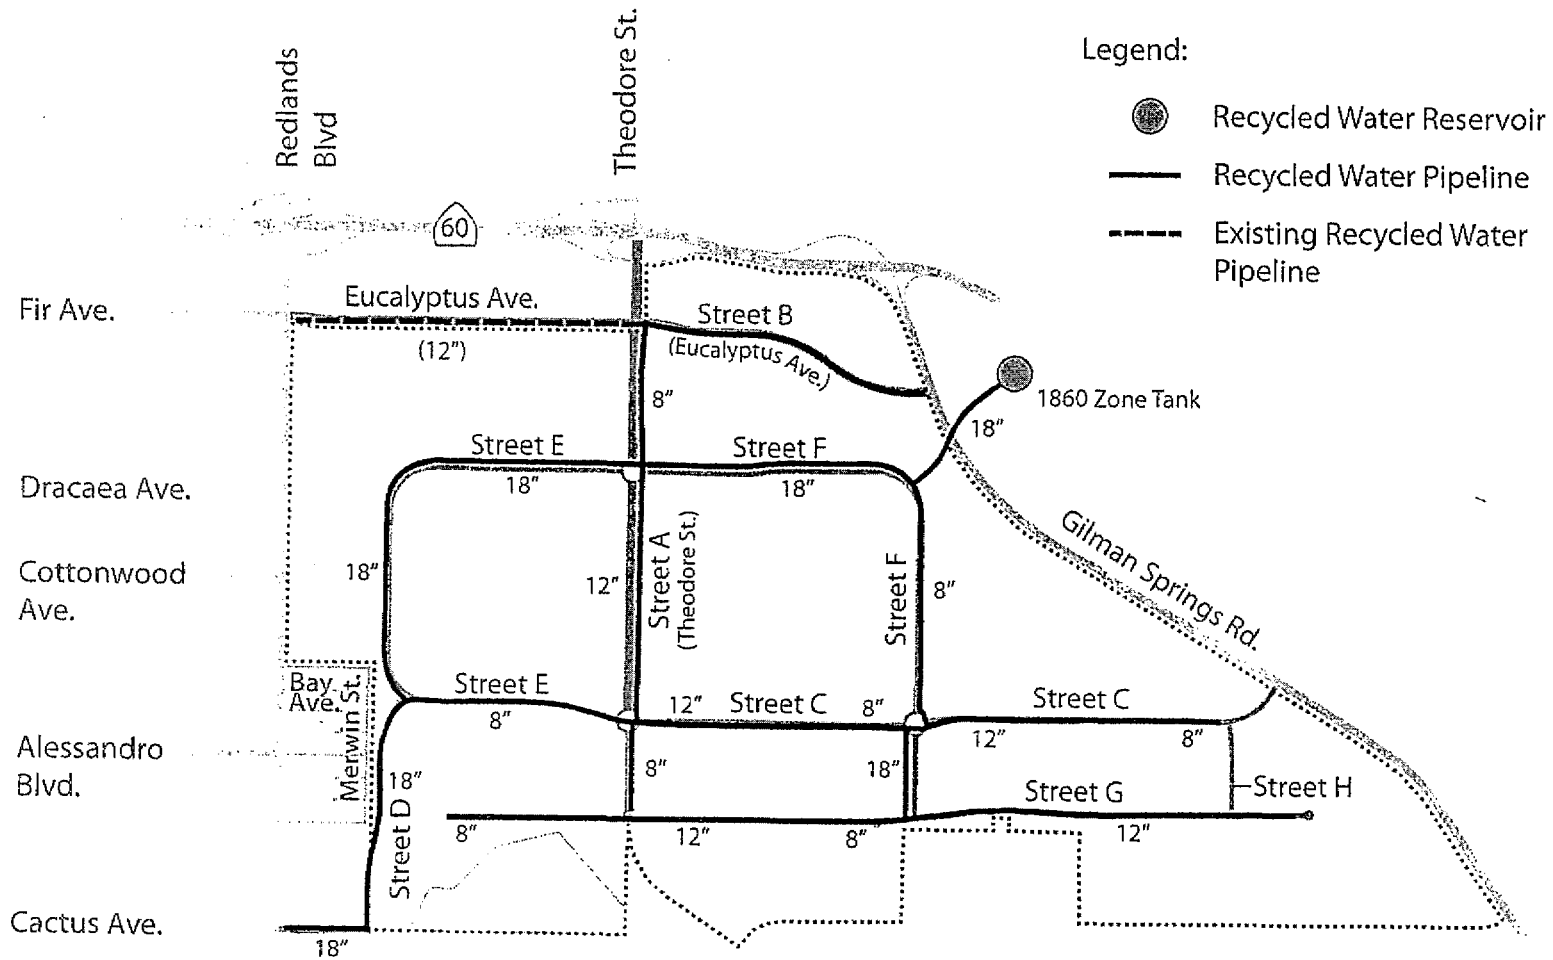 Redlands
Blvd
Theodore St.
Legend:
Recycled Water Reservoir
Recycled Water Pipeline
Existing Recycled Water
Pipeline
60
Fir Ave.
Eucalyptus Ave.
(12")
Street B
(Eucalyptus Ave.)
8"
1860 Zone Tank
18"
Street E
18"
Street F
18"
Dracaea Ave.
Cottonwood
Ave.
18"
12"
Street A
(Theodore St.)
Street F
8"
Gilman Springs Rd.
Bay
Ave.
Merwin St.
Street E
8"
12"
Street C
8"
Street C
12"
8"
Alessandro
Blvd.
18"
Street D
8"
18"
Street G
Street H
8"
12"
8"
12"
Cactus Ave.
18"